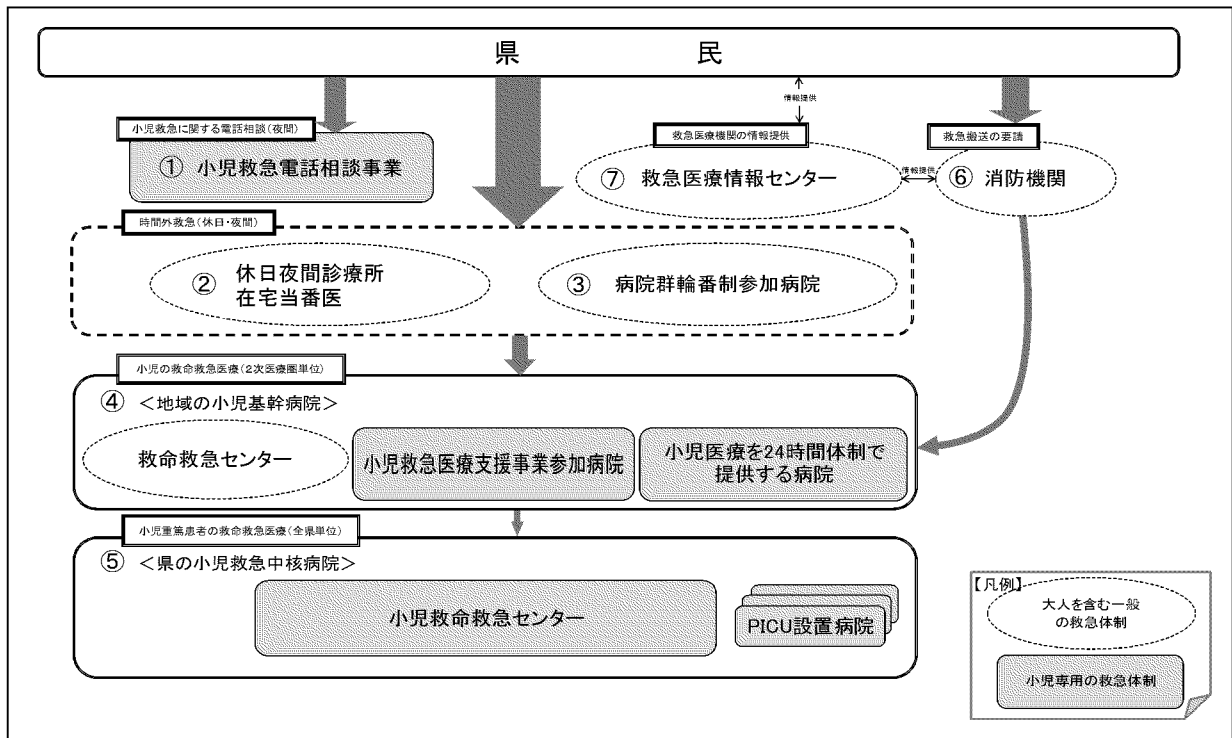 県　民
情報提供
小児救急に関する電話相談(夜間)
① 小児救急電話相談事業
救急医療機関の情報提供
⑦ 救急医療情報センター
情報提供
救急搬送の要請
⑥ 消防機関
時間外救急(休日・夜間)
② 休日夜間診療所
在宅当番医
③ 病院群輪番制参加病院
小児の救命救急医療(2次医療圏単位)
④ <地域の小児基幹病院>
救命救急センター
小児救急医療支援事業参加病院
小児医療を24時間体制で
提供する病院
小児重篤患者の救命救急医療(全県単位)
⑤ <県の小児救急中核病院>
小児救命救急センター
PICU設置病院
【凡例】
大人を含む一般
の救急体制
小児専用の救急体制